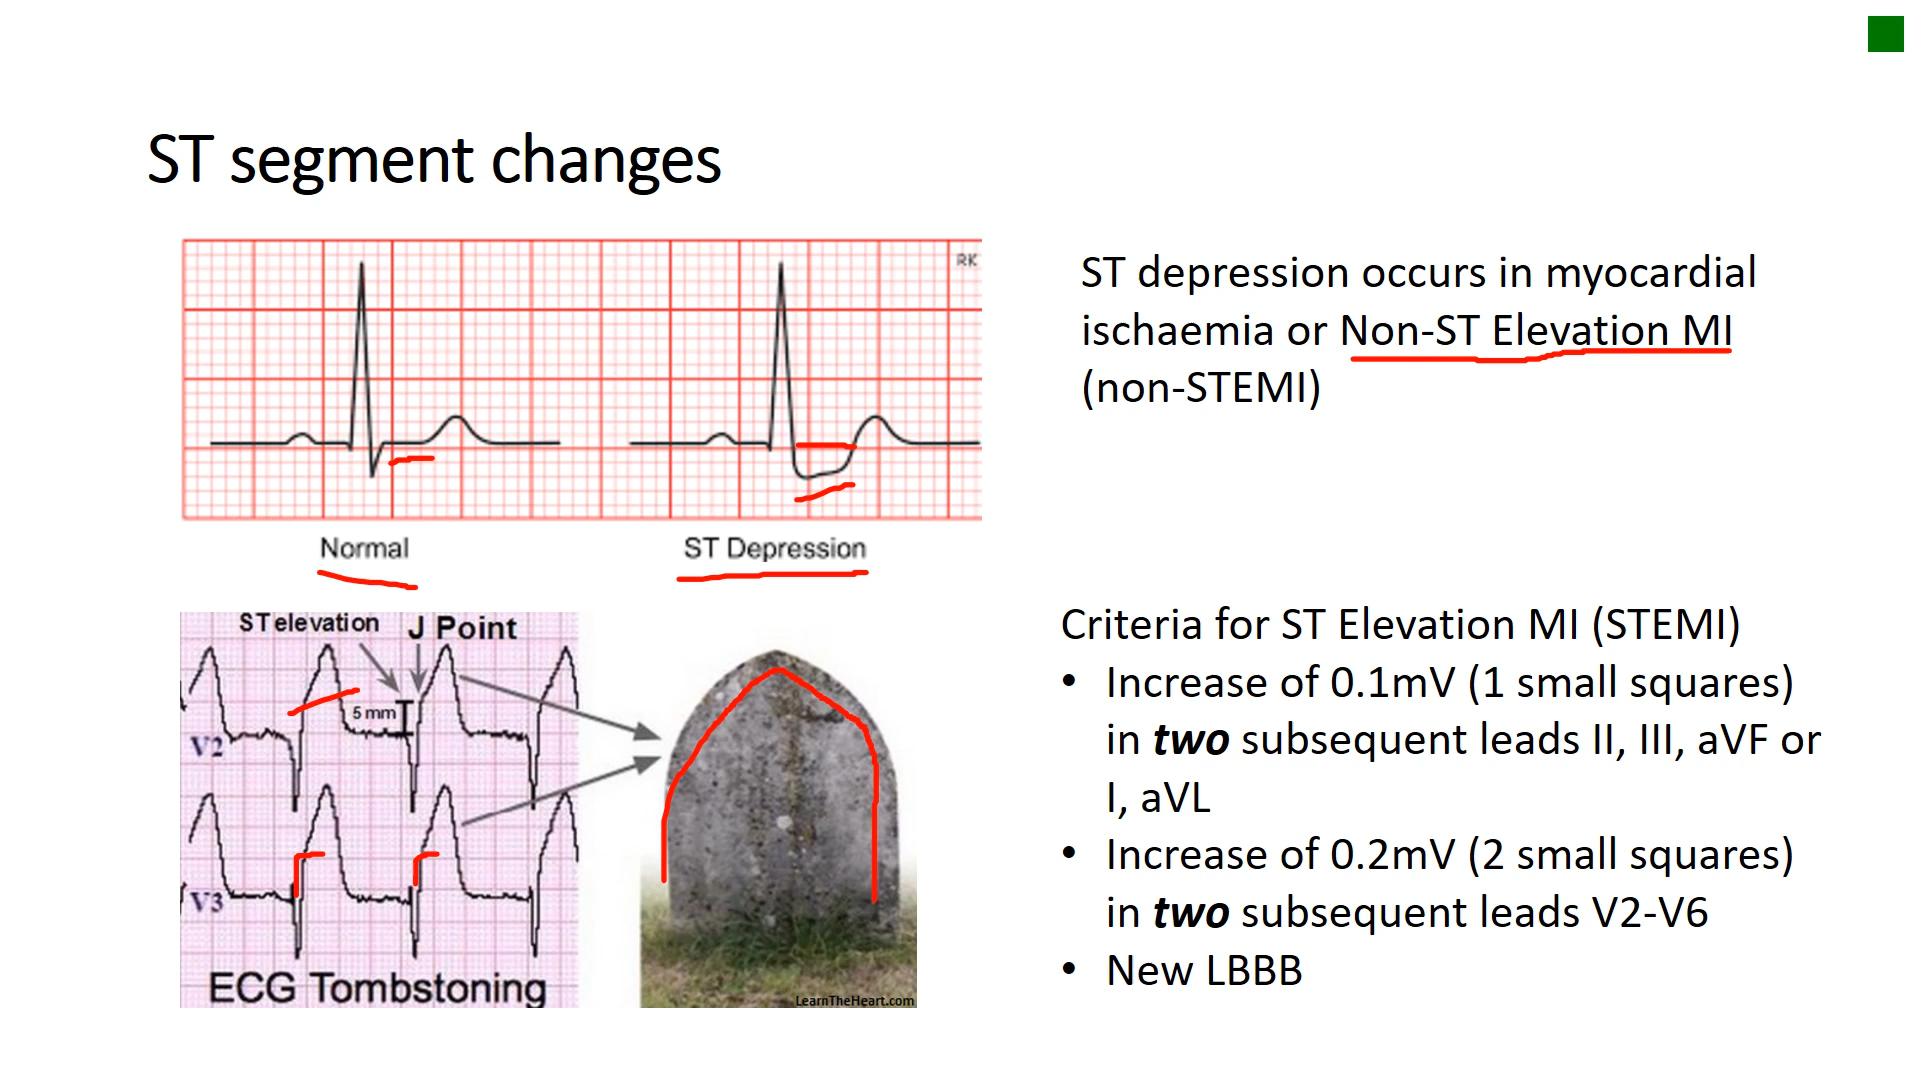 ST segment changes
RK
Normal
ST Depression
ST depression occurs in myocardial
ischaemia or Non-ST Elevation MI
(non-STEMI)
ST elevation
J Point
5 mm
V2
V3
ECG Tombstoning
LearnTheHeart.com
Criteria for ST Elevation MI (STEMI)
• Increase of 0.1mV (1 small squares)
in two subsequent leads II, III, aVF or
I, aVL
• Increase of 0.2mV (2 small squares)
in two subsequent leads V2-V6
• New LBBB